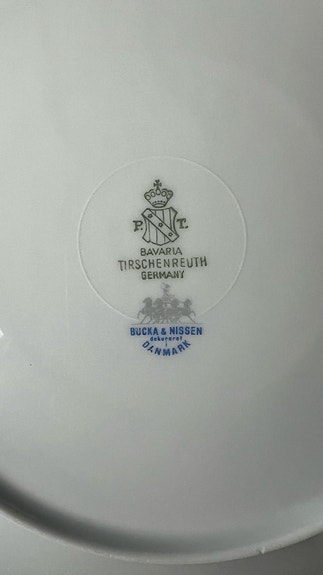 P. T.
BAVARIA
TIRSCHENREUTH
GERMANY
BUCKA & NISSEN
dekoreret
i
DANMARK